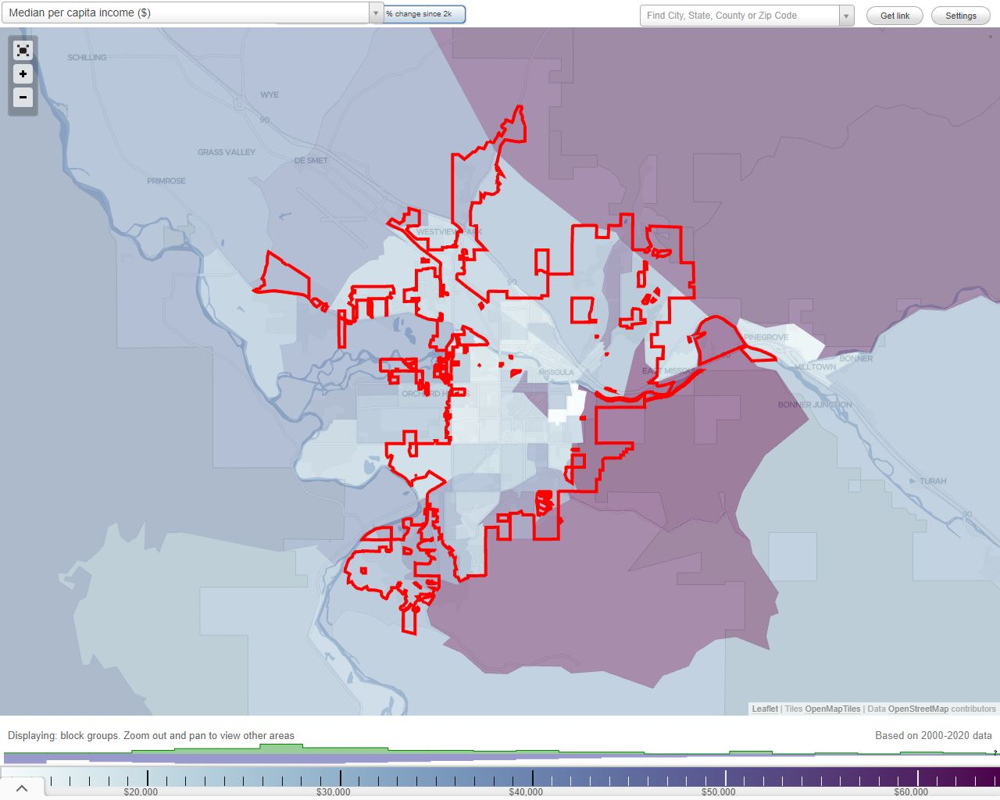 Median per capita income ($)
% change since 2k
Find City, State, County or Zip Code
Get link
Settings
+
−
SCHILLING
WYE
90
GRASS VALLEY
DE SMET
PRIMROSE
WESTVIEW PARK
90
PINEGROVE
BONNER
MILLTOWN
MISSOULA
EAST MISSOULA
90
ORCHARD HOMES
BONNER JUNCTION
TURAH
90
Leaflet | Tiles OpenMapTiles | Data OpenStreetMap contributors
Displaying: block groups. Zoom out and pan to view other areas
Based on 2000-2020 data
?
$20,000
$30,000
$40,000
$50,000
$60,000